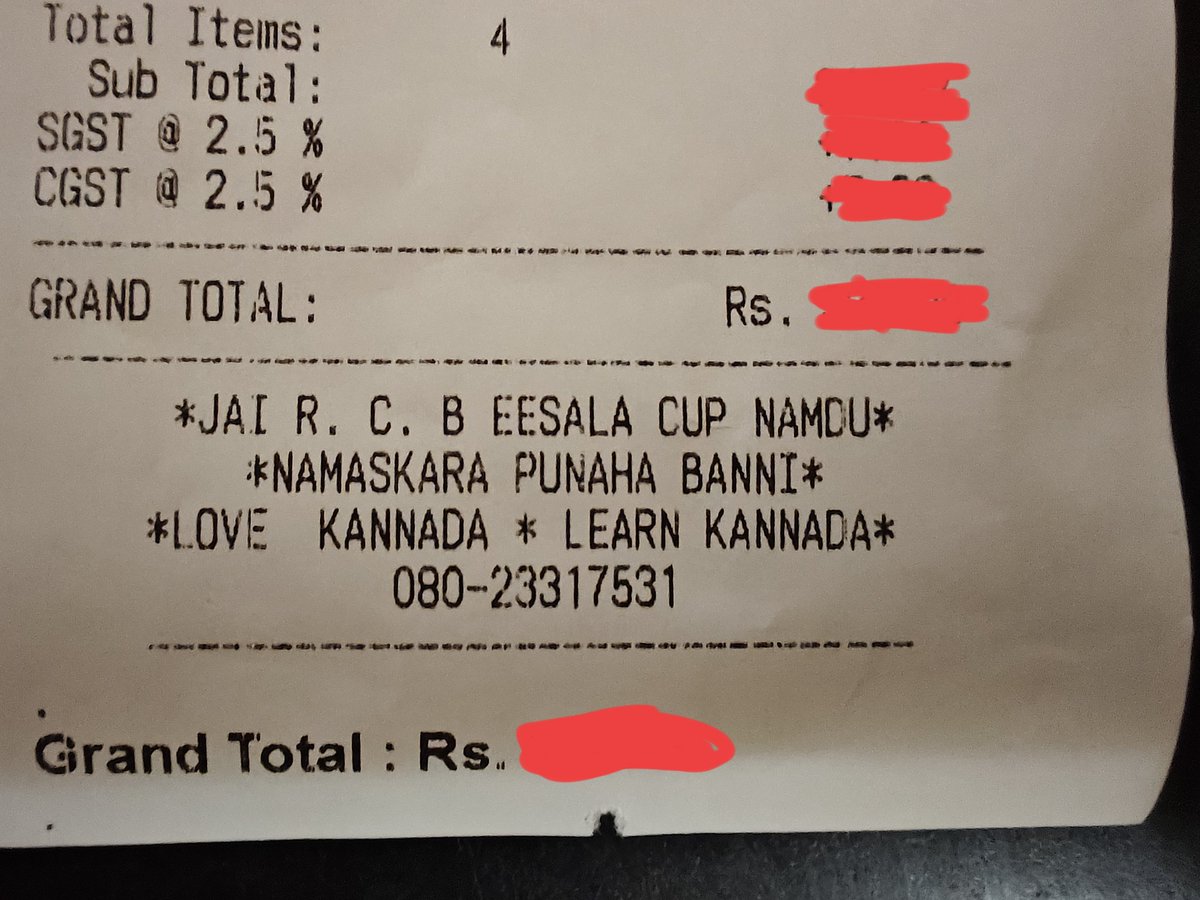 Total Items: 4
Sub Total:
SGST @ 2.5 %
CGST @ 2.5 %
GRAND TOTAL: Rs.
*JAI R. C. B EESALA CUP NAMDU*
*NAMASKARA PUNAHA BANNI*
*LOVE KANNADA * LEARN KANNADA*
080-23317531
Grand Total : Rs.